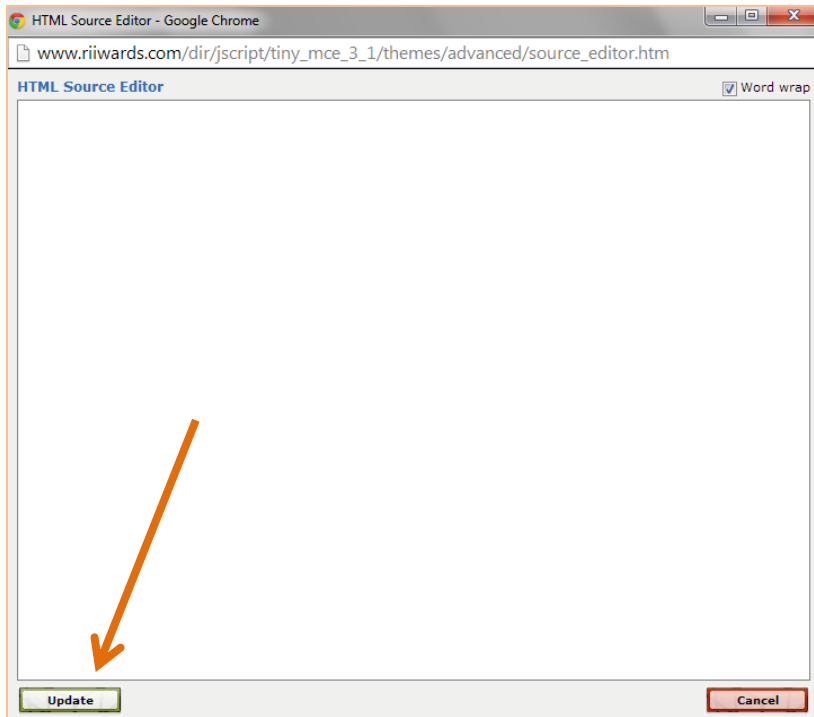 HTML Source Editor - Google Chrome
www.riiwards.com/dir/jscript/tiny_mce_3_1/themes/advanced/source_editor.htm
HTML Source Editor
Word wrap
Update
Cancel